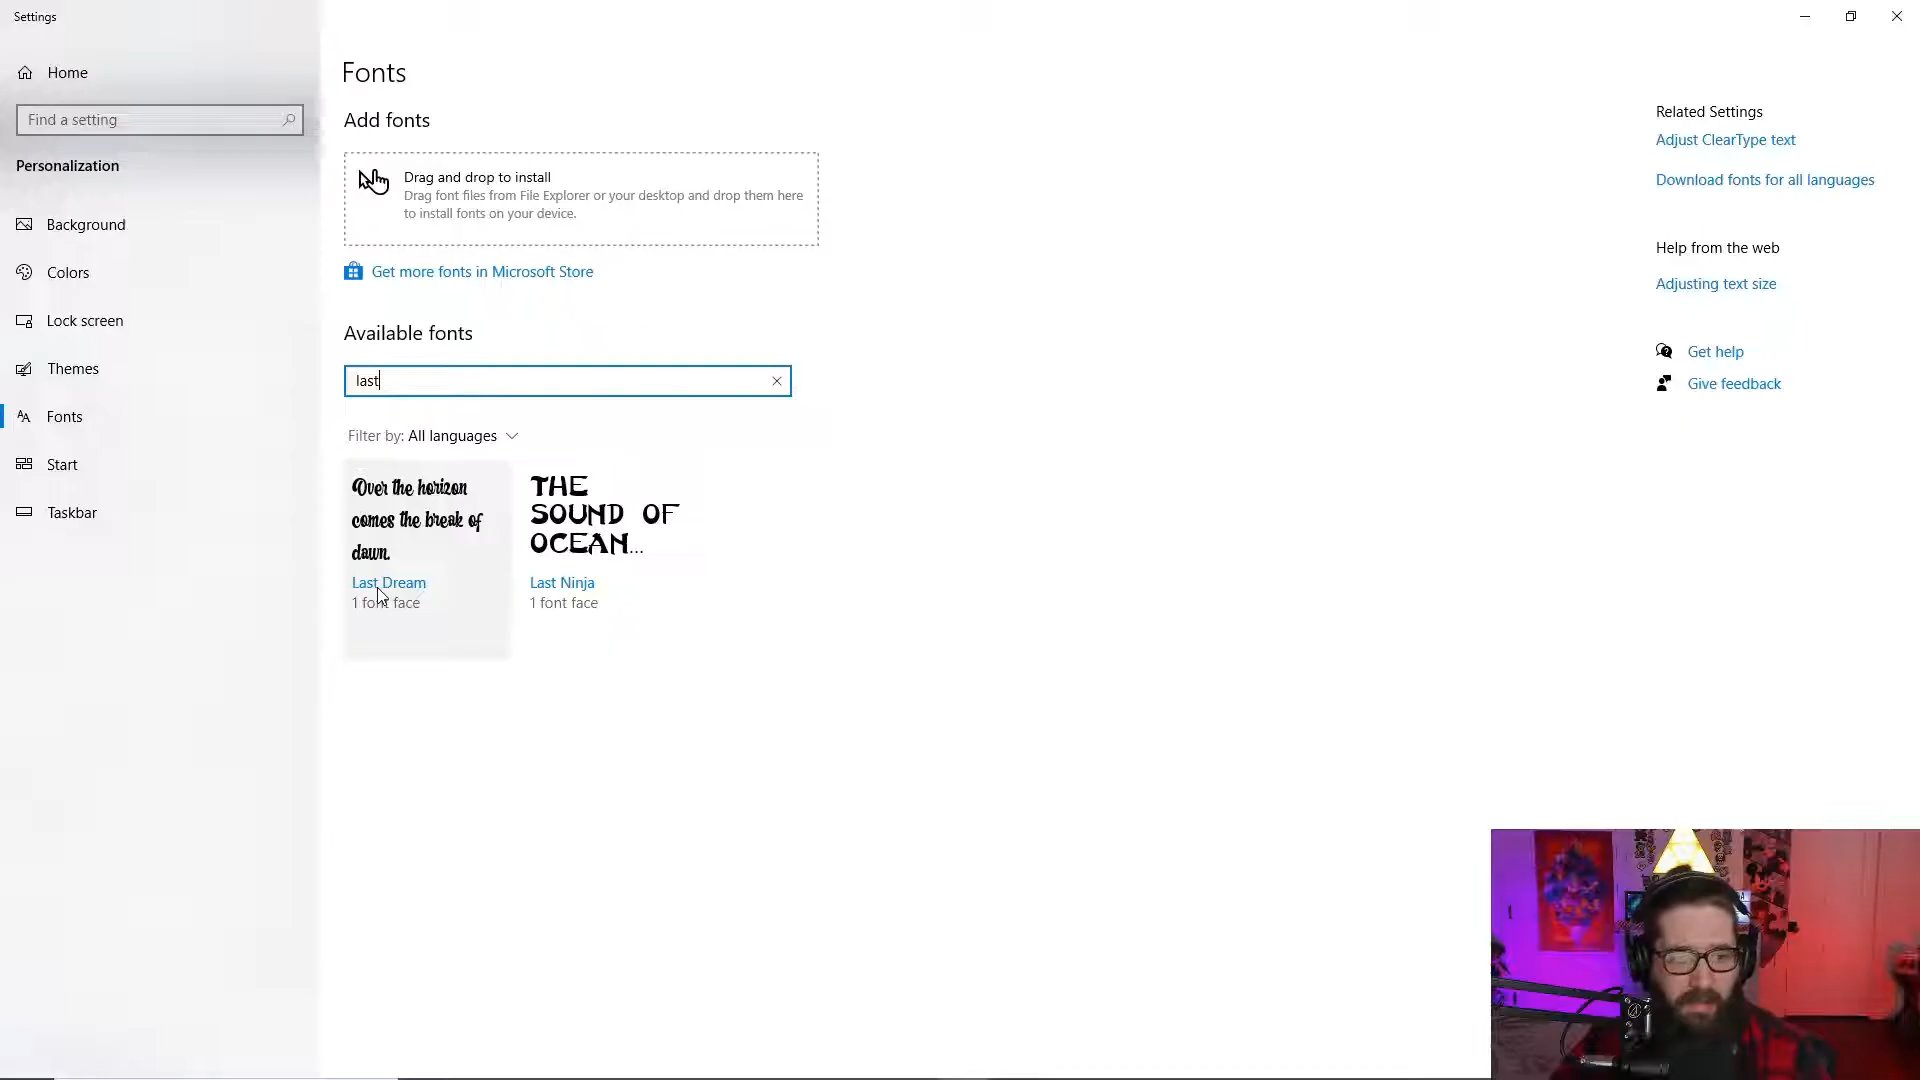 Settings
Home
Find a setting
Personalization
Background
Colors
Lock screen
Themes
Fonts
Start
Taskbar
Fonts
Add fonts
Drag and drop to install
Drag font files from File Explorer or your desktop and drop them here
to install fonts on your device.
Get more fonts in Microsoft Store
Available fonts
last
Filter by: All languages
Over the horizon
comes the break of
dawn.
Last Dream
1 font face
THE
SOUND OF
OCEAN...
Last Ninja
1 font face
Related Settings
Adjust ClearType text
Download fonts for all languages
Help from the web
Adjusting text size
Get help
Give feedback